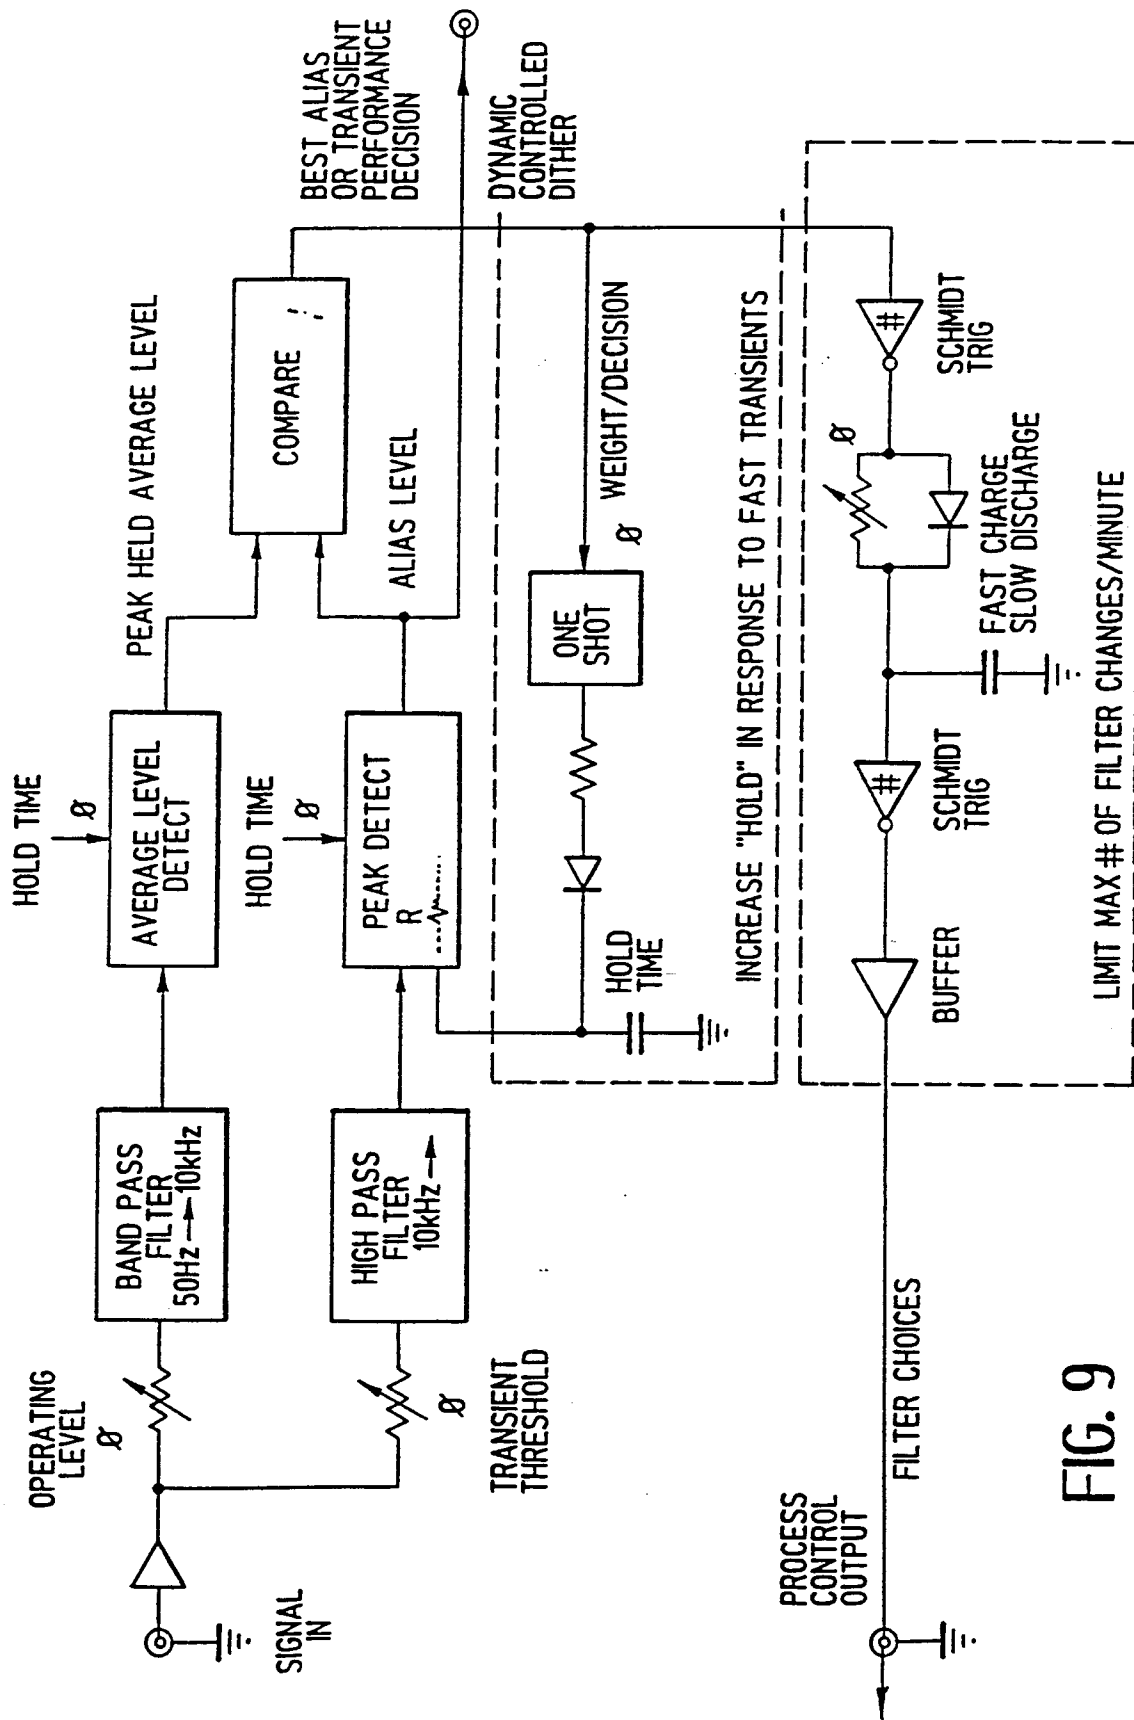 SIGNAL
IN
OPERATING
LEVEL
Ø
BAND PASS
FILTER
50Hz → 10kHz
HOLD TIME
Ø
AVERAGE LEVEL
DETECT
PEAK HELD AVERAGE LEVEL
COMPARE
BEST ALIAS
OR TRANSIENT
PERFORMANCE
DECISION
TRANSIENT
THRESHOLD
Ø
HIGH PASS
FILTER
10kHz →
HOLD TIME
Ø
PEAK DETECT
R
ALIAS LEVEL
DYNAMIC
CONTROLLED
DITHER
HOLD
TIME
ONE
SHOT
Ø
WEIGHT/DECISION
INCREASE "HOLD" IN RESPONSE TO FAST TRANSIENTS
PROCESS
CONTROL
OUTPUT
FILTER CHOICES
BUFFER
#
SCHMIDT
TRIG
FAST CHARGE
SLOW DISCHARGE
Ø
#
SCHMIDT
TRIG
LIMIT MAX # OF FILTER CHANGES/MINUTE
FIG. 9